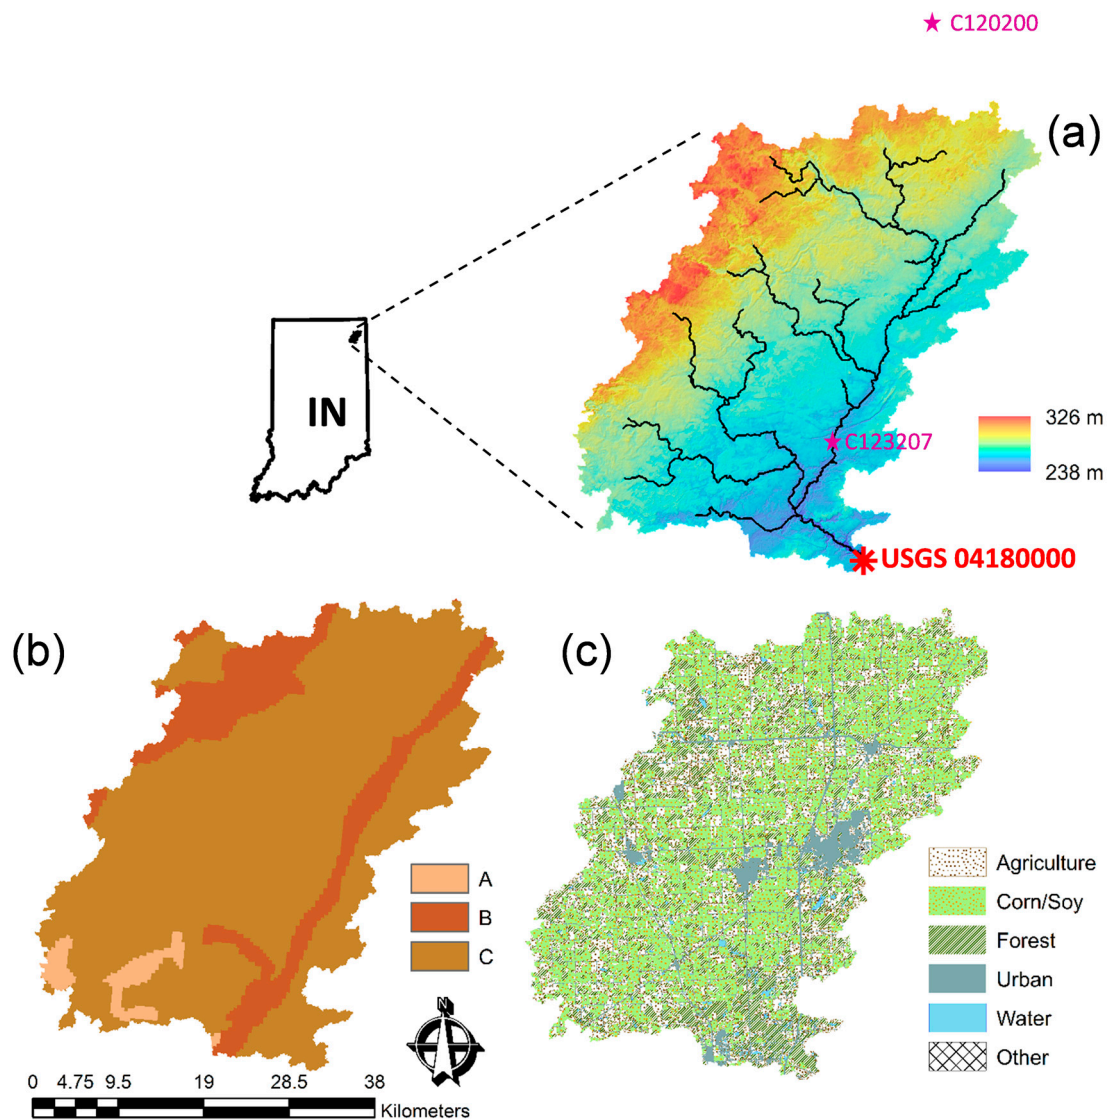 C120200
(a)
IN
326 m
238 m
C123207
USGS 04180000
(b)
A
B
C
N
0 4.75 9.5 19 28.5 38
Kilometers
(c)
Agriculture
Corn/Soy
Forest
Urban
Water
Other